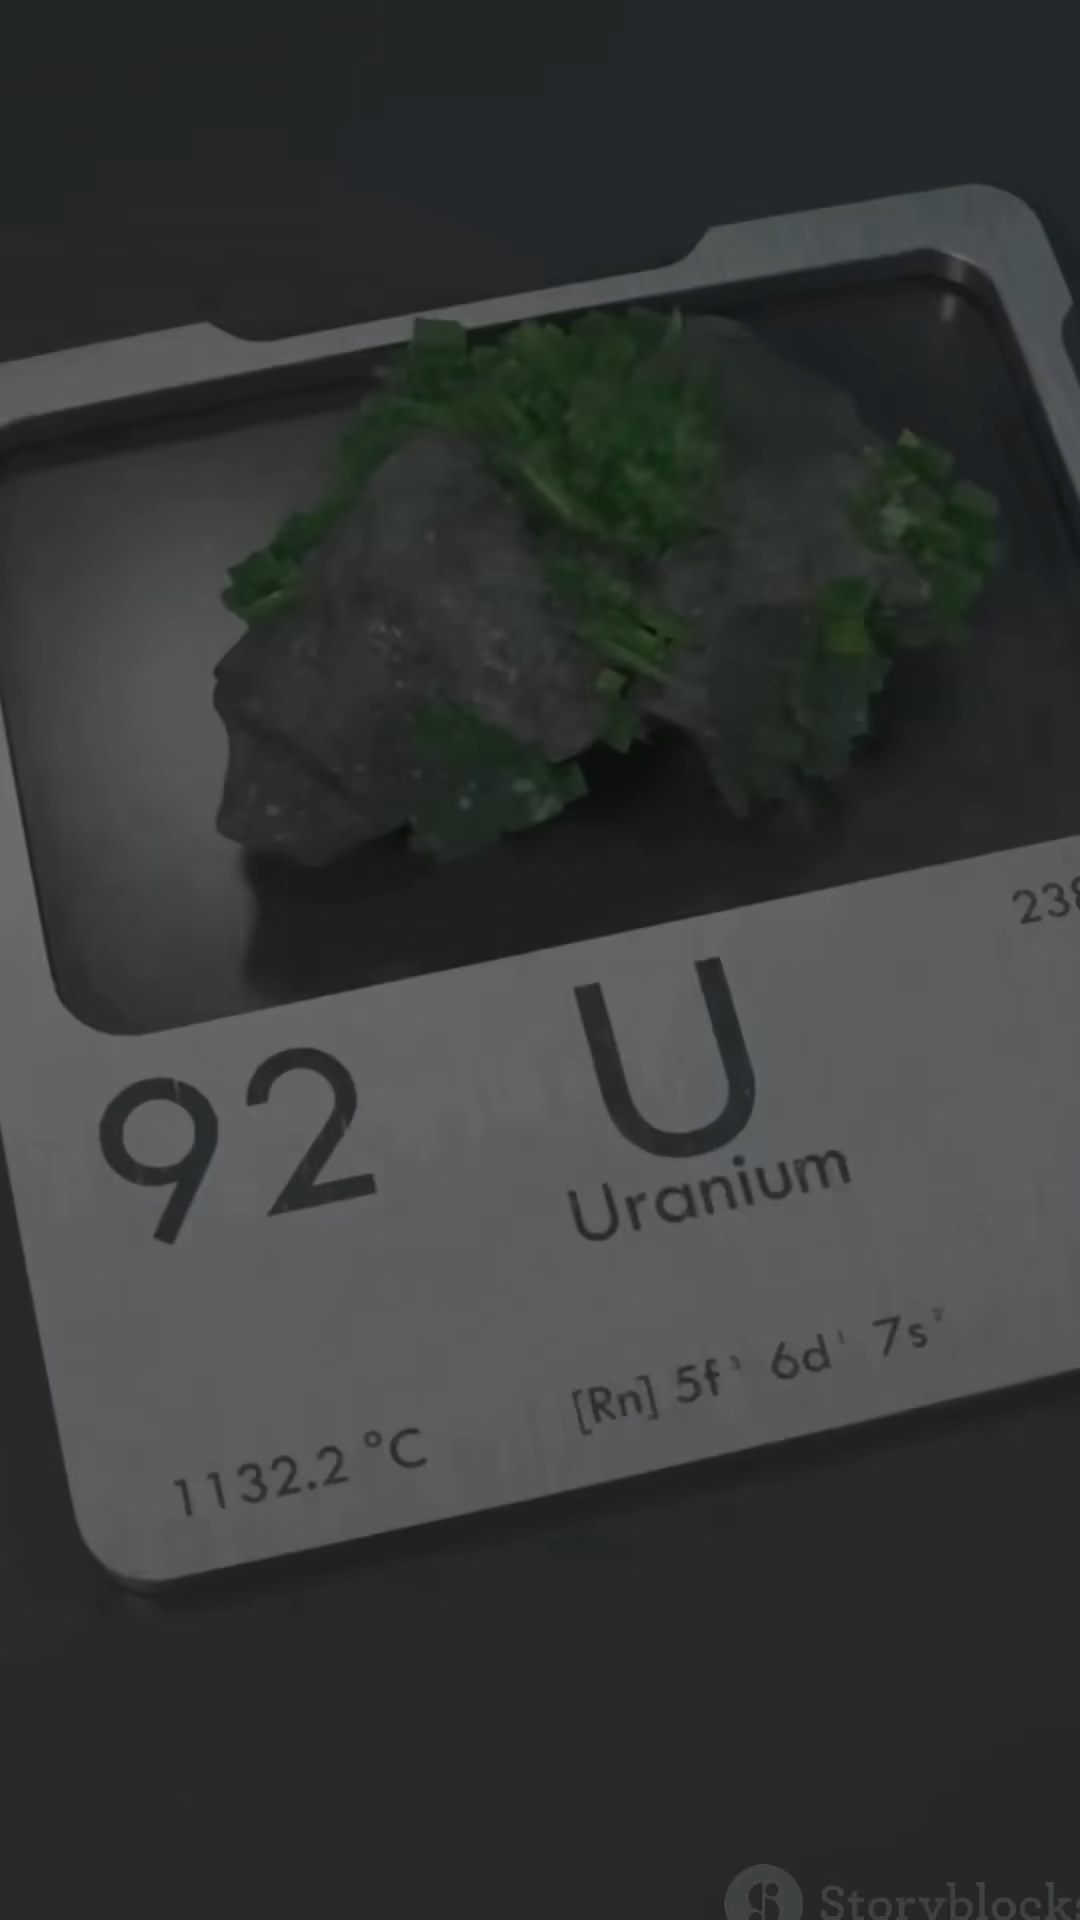 238
92 U
Uranium
[Rn] 5f³ 6d¹ 7s²
1132.2 °C
Storyblocks